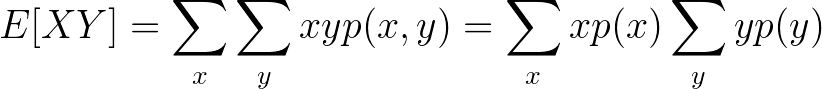 E[XY] = ∑_x ∑_y xyp(x, y) = ∑_x xp(x) ∑_y yp(y)